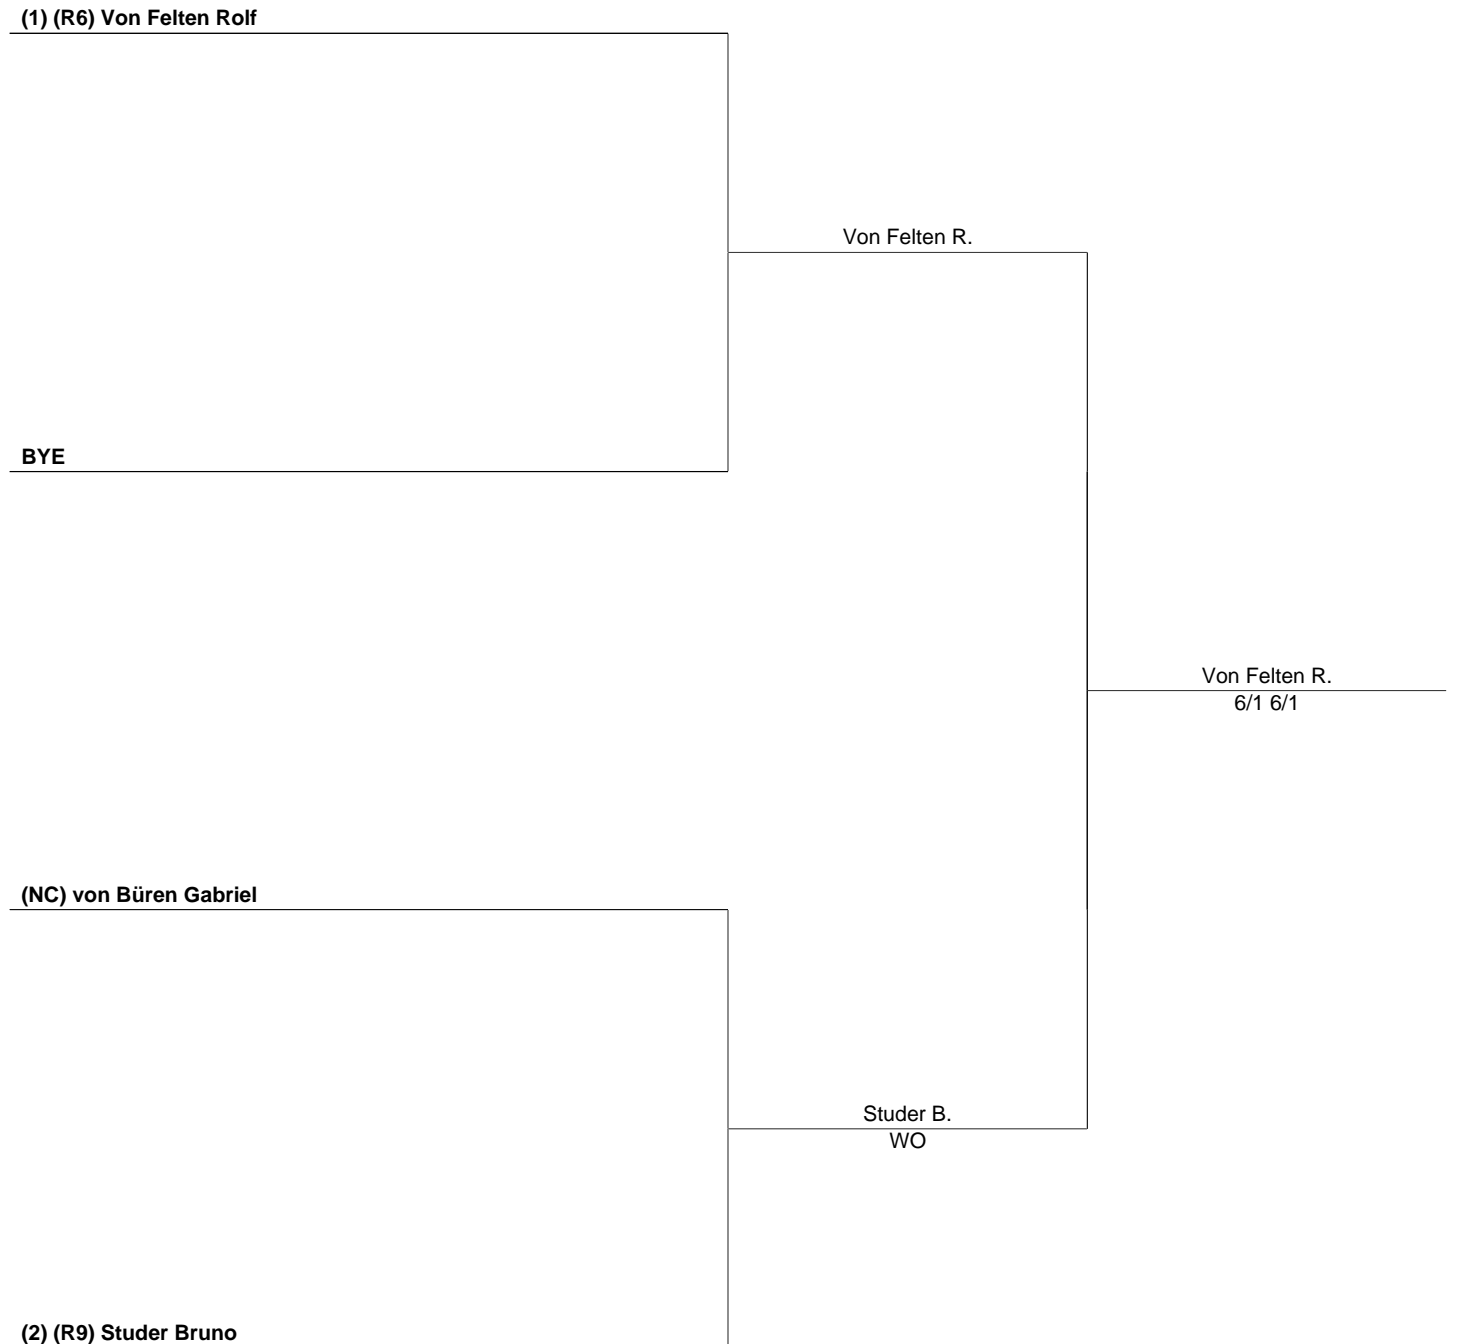 (1) (R6) Von Felten Rolf
Von Felten R.
BYE
Von Felten R.
6/1 6/1
(NC) von Büren Gabriel
Studer B.
WO
(2) (R9) Studer Bruno